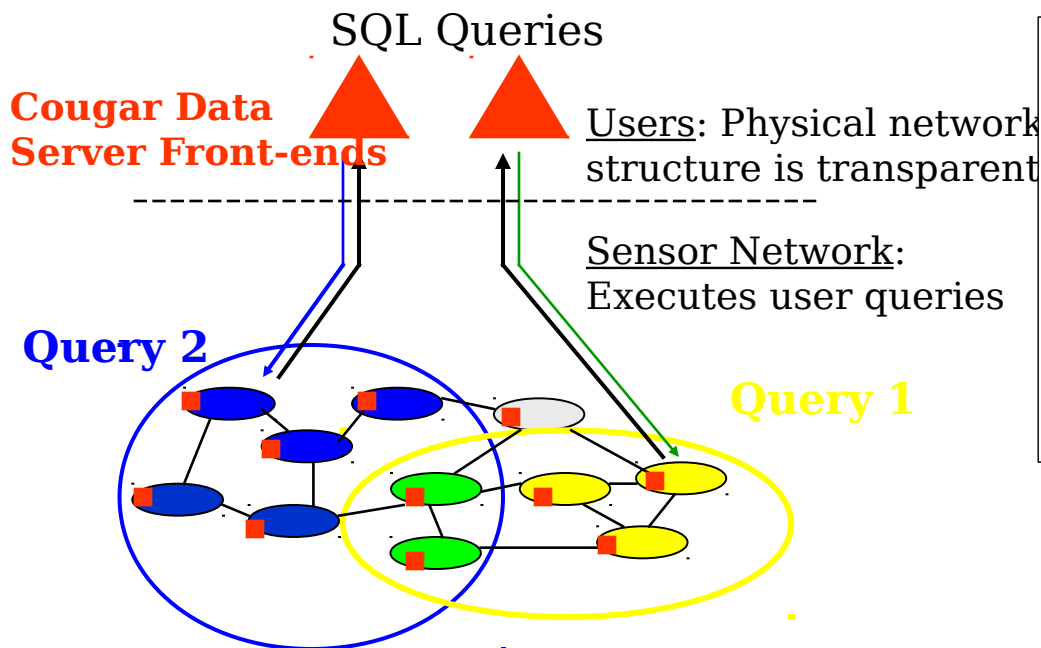 SQL Queries
Cougar Data
Server Front-ends
Users: Physical network
structure is transparent
Sensor Network:
Executes user queries
Query 2
Query 1